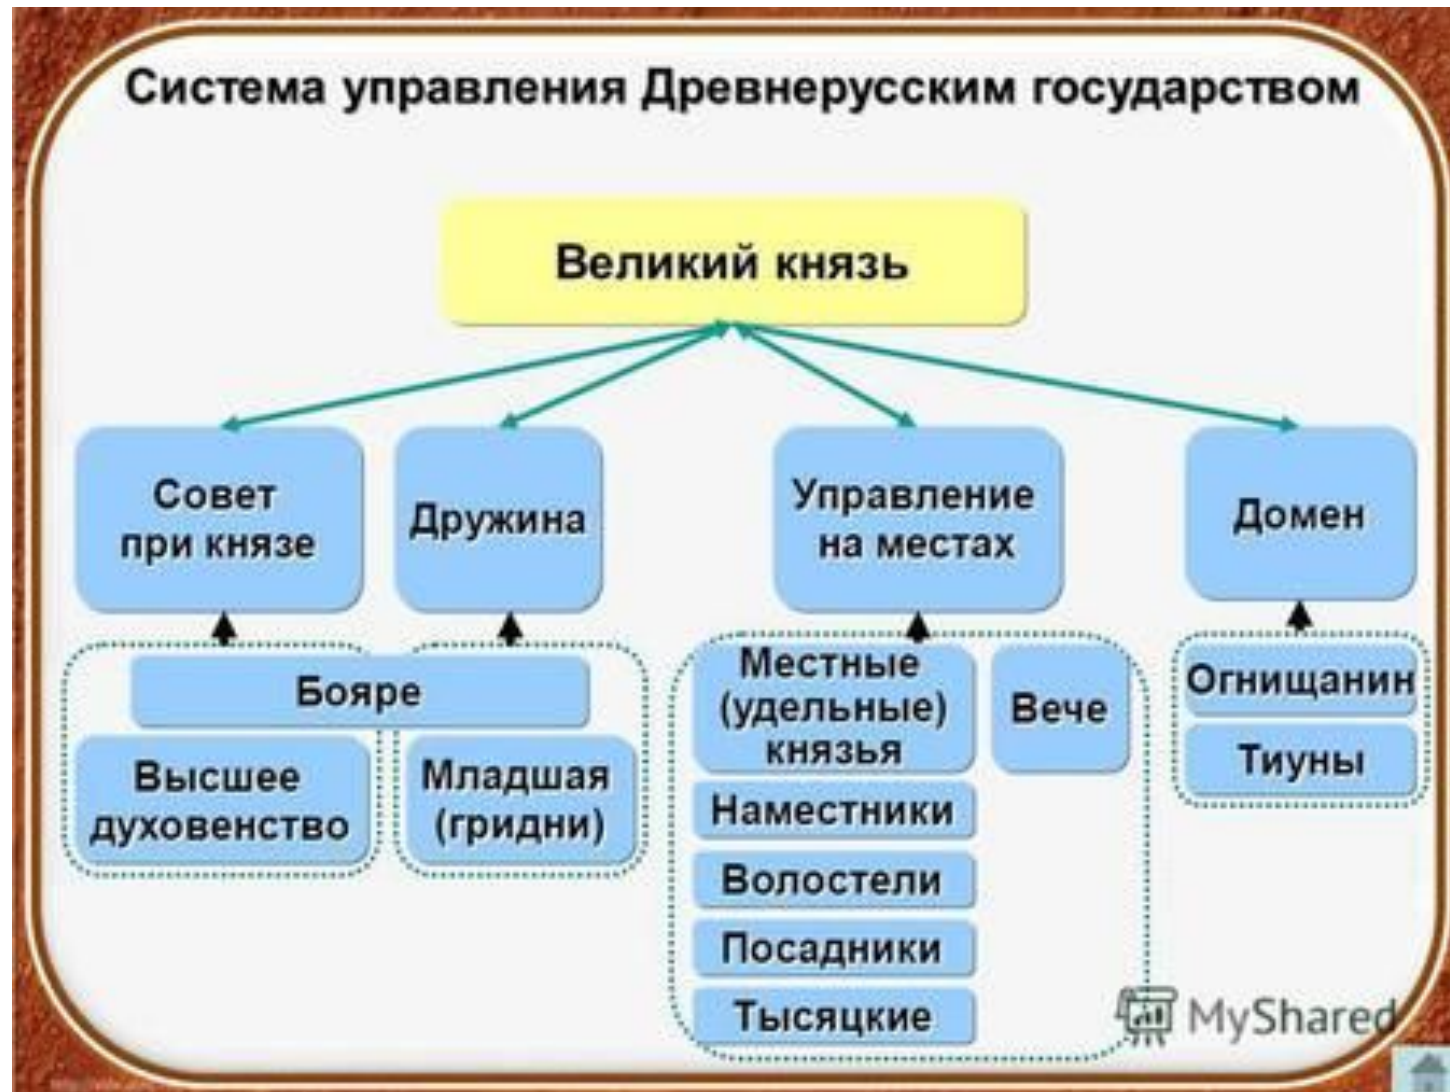 Система управления Древнерусским государством
Великий князь
Совет
при князе
Дружина
Управление
на местах
Домен
Бояре
Высшее
духовенство
Младшая
(гридни)
Местные
(удельные)
князья
Вече
Наместники
Волостели
Посадники
Тысяцкие
Огнищанин
Тиуны
MyShared